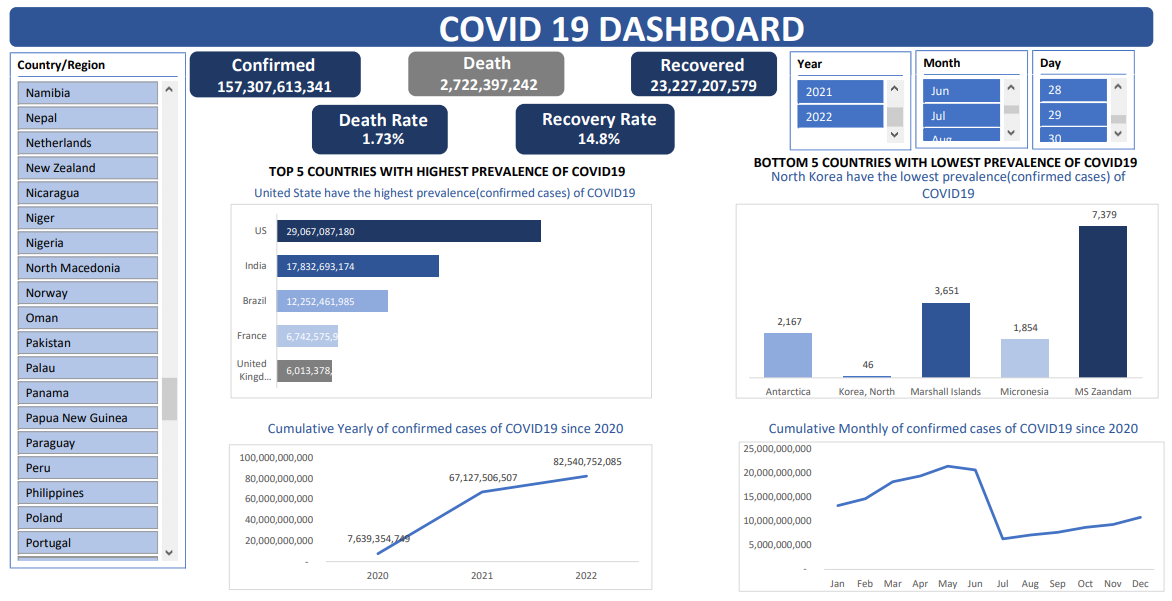 COVID 19 DASHBOARD
Country/Region
Namibia
Nepal
Netherlands
New Zealand
Nicaragua
Niger
Nigeria
North Macedonia
Norway
Oman
Pakistan
Palau
Panama
Papua New Guinea
Paraguay
Peru
Philippines
Poland
Portugal
Confirmed
157,307,613,341
Death
2,722,397,242
Recovered
23,227,207,579
Death Rate
1.73%
Recovery Rate
14.8%
Year
2021
2022
Month
Jun
Jul
Aug
Day
28
29
30
TOP 5 COUNTRIES WITH HIGHEST PREVALENCE OF COVID19
United State have the highest prevalence(confirmed cases) of COVID19
US
29,067,087,180
India
17,832,693,174
Brazil
12,252,461,985
France
6,742,575,9
United
Kingd...
6,013,378,
BOTTOM 5 COUNTRIES WITH LOWEST PREVALENCE OF COVID19
North Korea have the lowest prevalence(confirmed cases) of
COVID19
2,167
46
3,651
1,854
7,379
Antarctica
Korea, North
Marshall Islands
Micronesia
MS Zaandam
Cumulative Yearly of confirmed cases of COVID19 since 2020
100,000,000,000
80,000,000,000
60,000,000,000
40,000,000,000
20,000,000,000
-
7,639,354,749
67,127,506,507
82,540,752,085
2020
2021
2022
Cumulative Monthly of confirmed cases of COVID19 since 2020
25,000,000,000
20,000,000,000
15,000,000,000
10,000,000,000
5,000,000,000
-
Jan
Feb
Mar
Apr
May
Jun
Jul
Aug
Sep
Oct
Nov
Dec